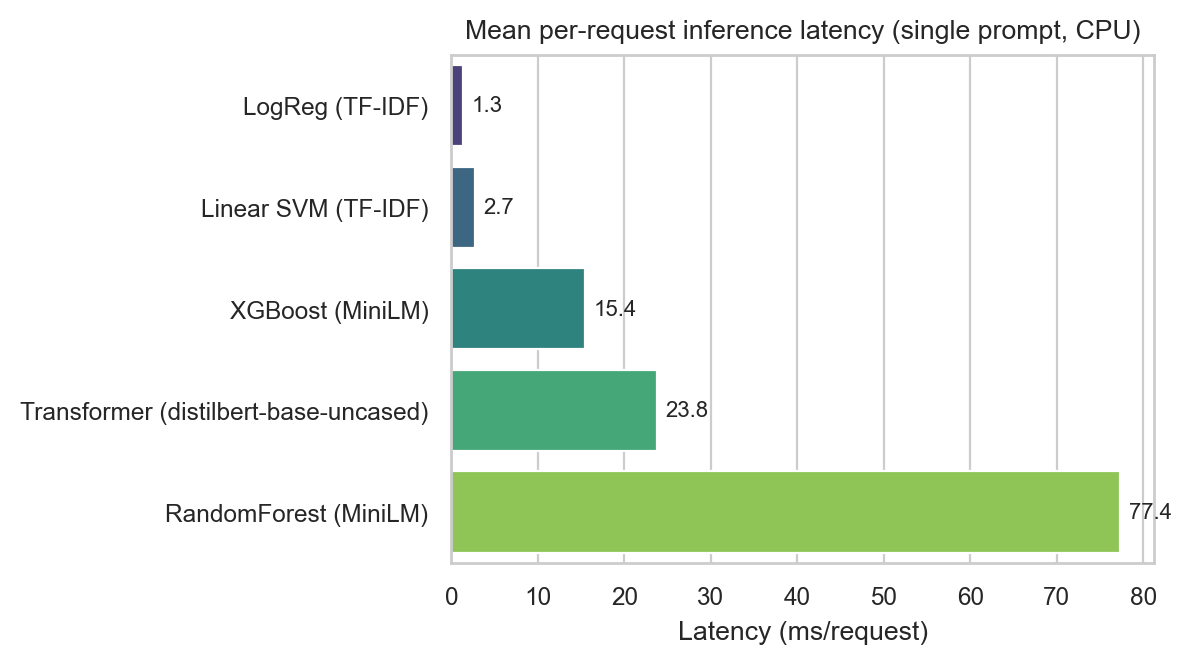 Mean per-request inference latency (single prompt, CPU)
LogReg (TF-IDF) 1.3
Linear SVM (TF-IDF) 2.7
XGBoost (MiniLM) 15.4
Transformer (distilbert-base-uncased) 23.8
RandomForest (MiniLM) 77.4
0 10 20 30 40 50 60 70 80
Latency (ms/request)